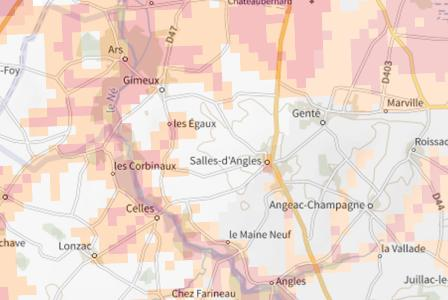 Châteaubernard
D47
Ars
-Foy
Gimeux
D403
le Né
Marville
Genté
les Égaux
Roissac
Salles-d'Angles
les Corbinaux
D44
Angeac-Champagne
Celles
le Maine Neuf
chave
Lonzac
la Vallade
Juillac-le-
Angles
Chez Farineau